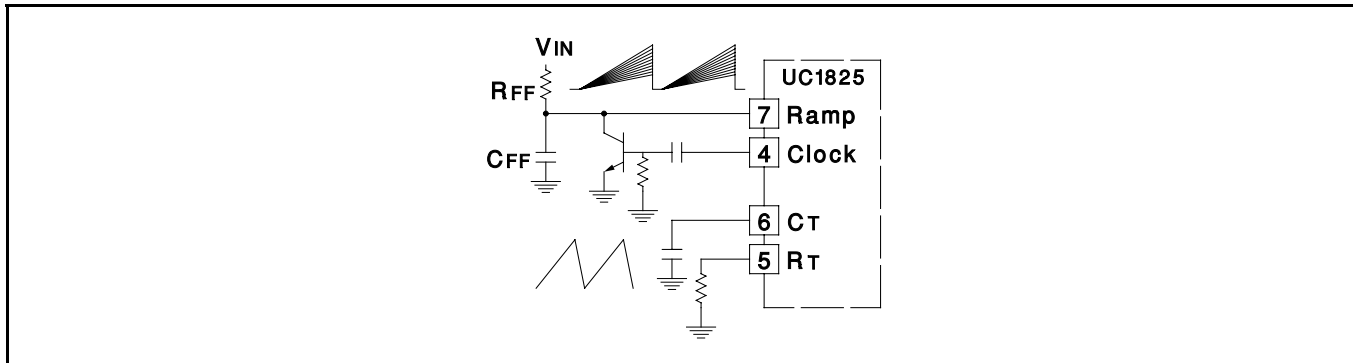 VIN
UC1825
RFF
7 Ramp
CFF
4 Clock
6 CT
5 RT